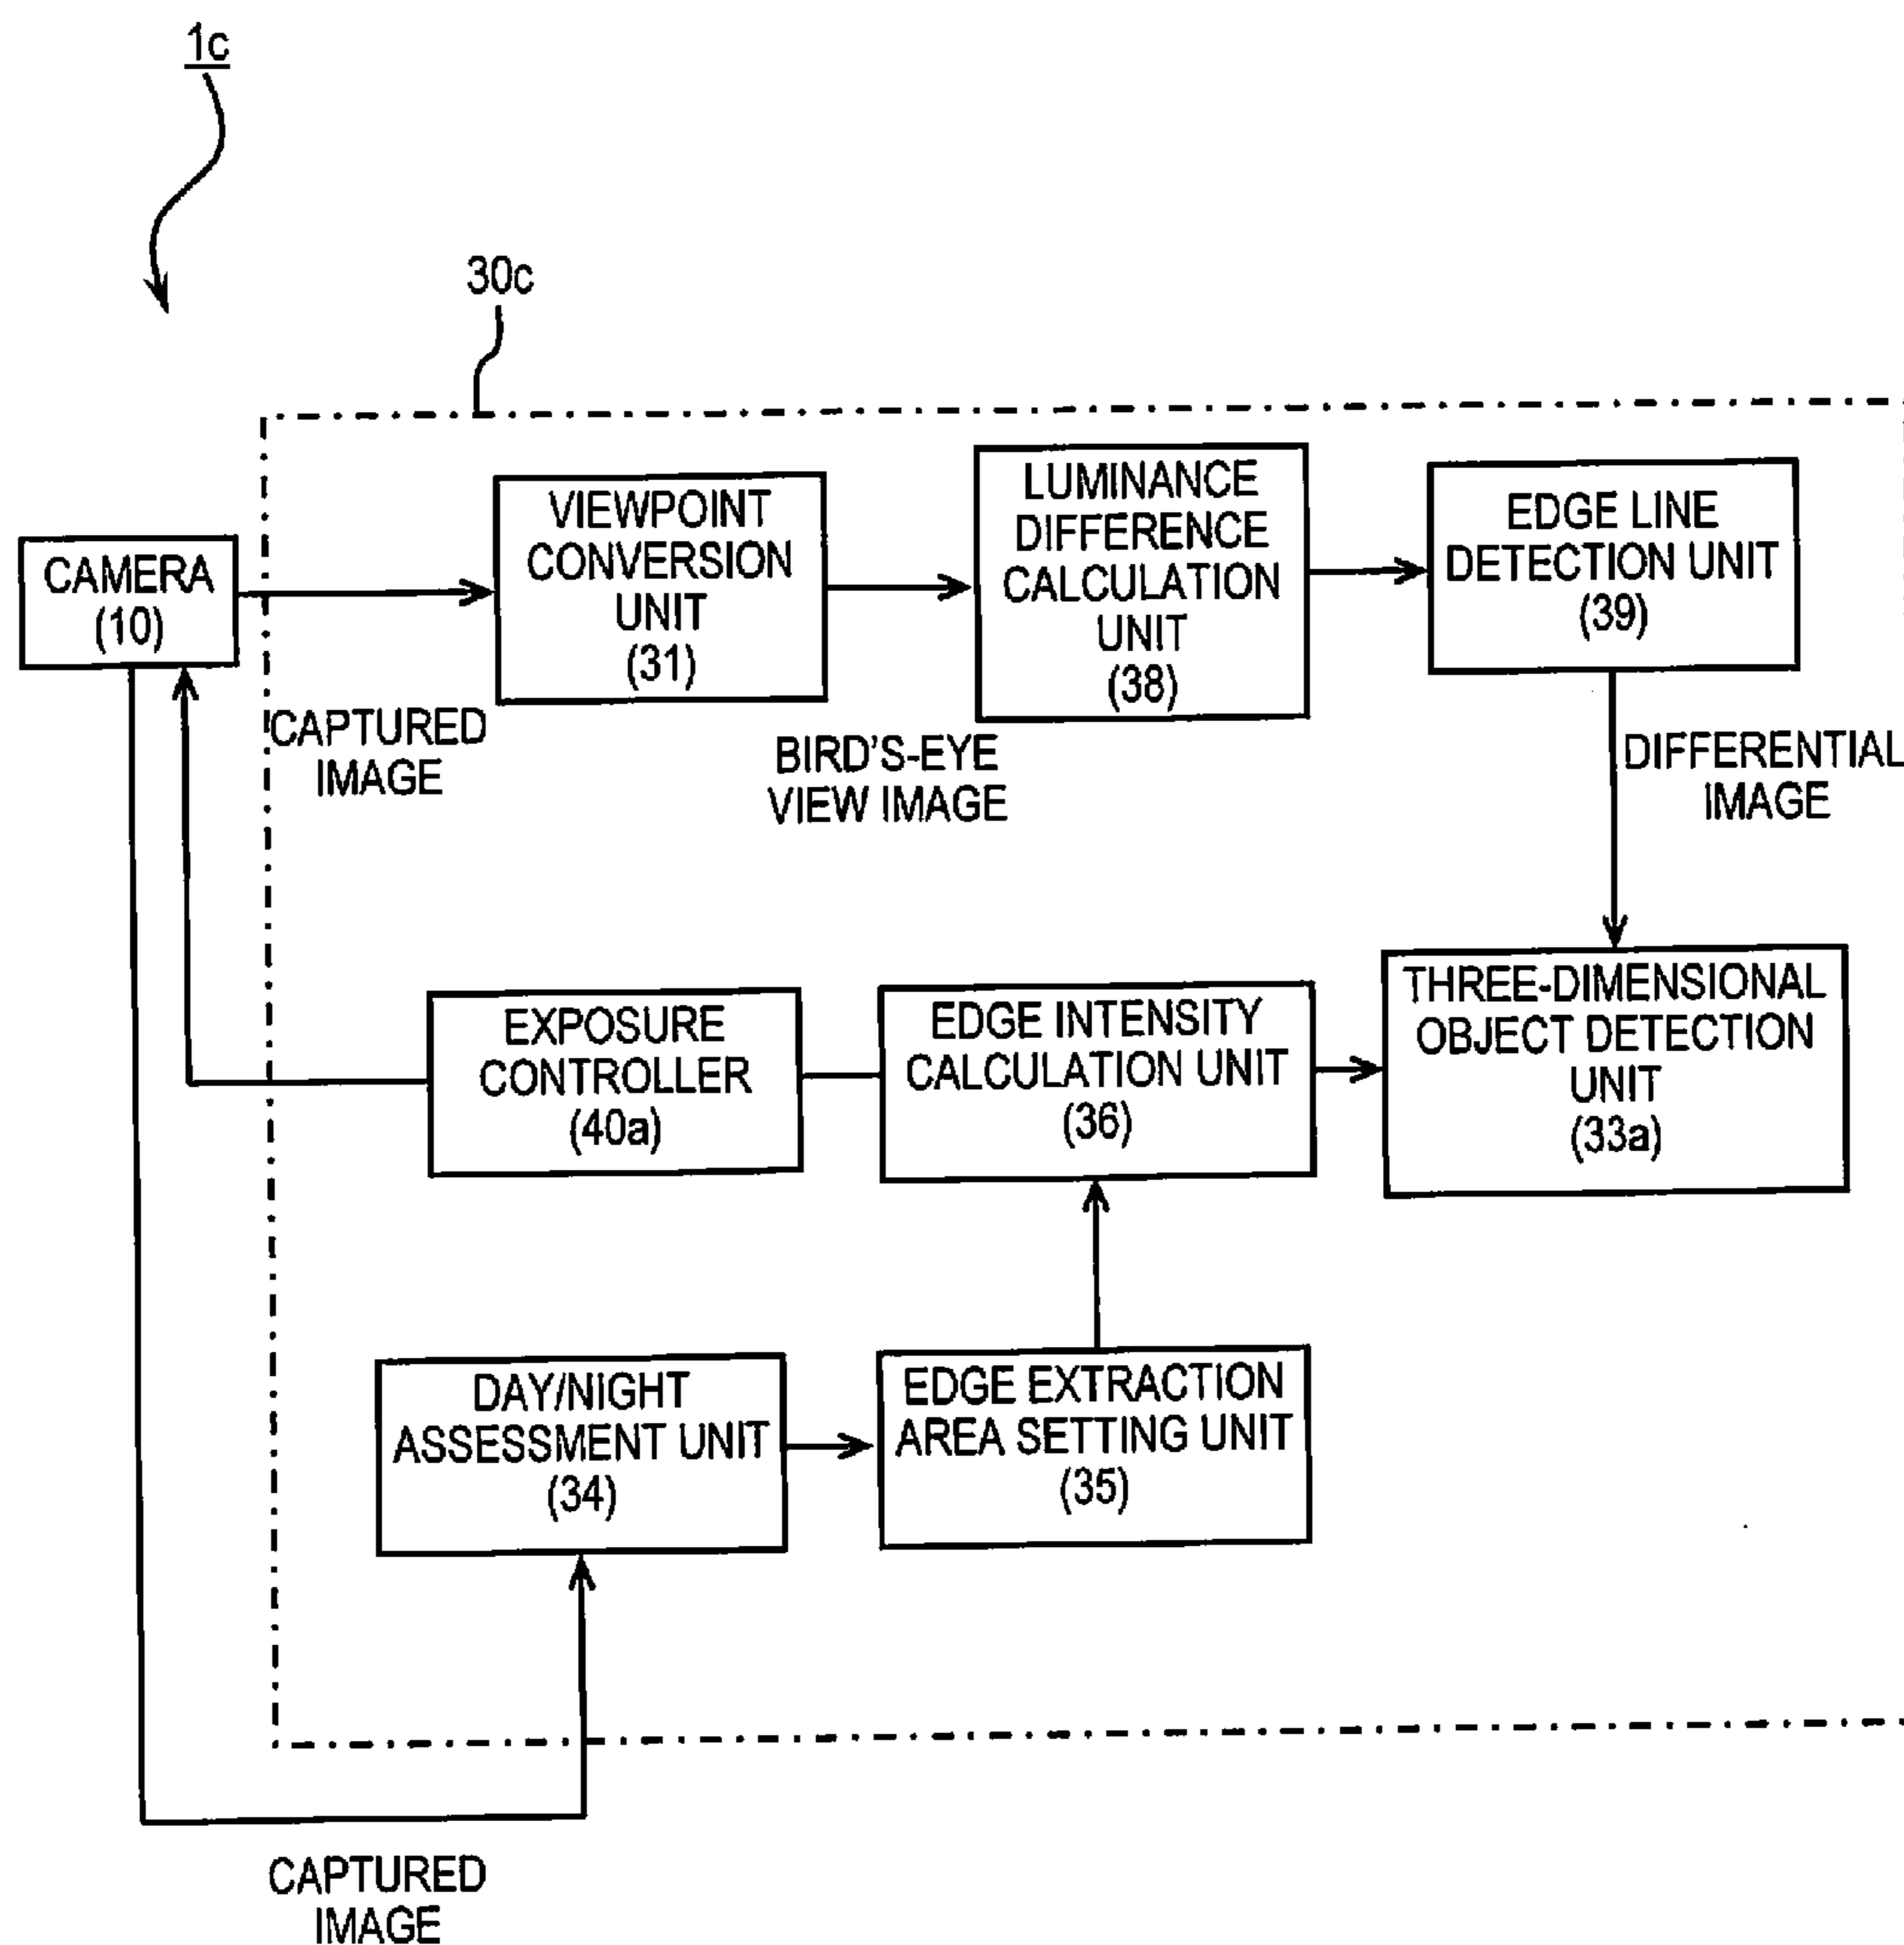 1c
30c
CAMERA
(10)
VIEWPOINT
CONVERSION
UNIT
(31)
LUMINANCE
DIFFERENCE
CALCULATION
UNIT
(38)
EDGE LINE
DETECTION UNIT
(39)
CAPTURED
IMAGE
BIRD'S-EYE
VIEW IMAGE
DIFFERENTIAL
IMAGE
EXPOSURE
CONTROLLER
(40a)
EDGE INTENSITY
CALCULATION UNIT
(36)
THREE-DIMENSIONAL
OBJECT DETECTION
UNIT
(33a)
DAY/NIGHT
ASSESSMENT UNIT
(34)
EDGE EXTRACTION
AREA SETTING UNIT
(35)
CAPTURED
IMAGE